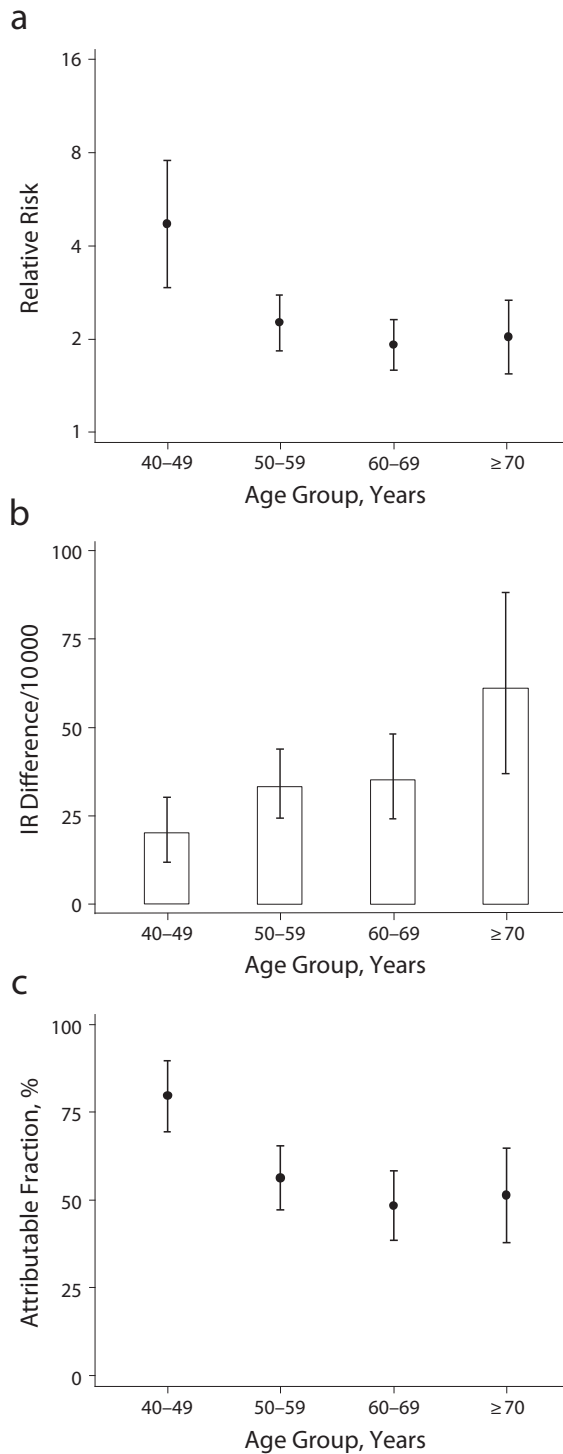 a
16
8
4
2
1
Relative Risk
40–49 50–59 60–69 ≥70
Age Group, Years
b
100
75
50
25
0
IR Difference/10 000
40–49 50–59 60–69 ≥70
Age Group, Years
c
100
75
50
25
0
Attributable Fraction, %
40–49 50–59 60–69 ≥70
Age Group, Years